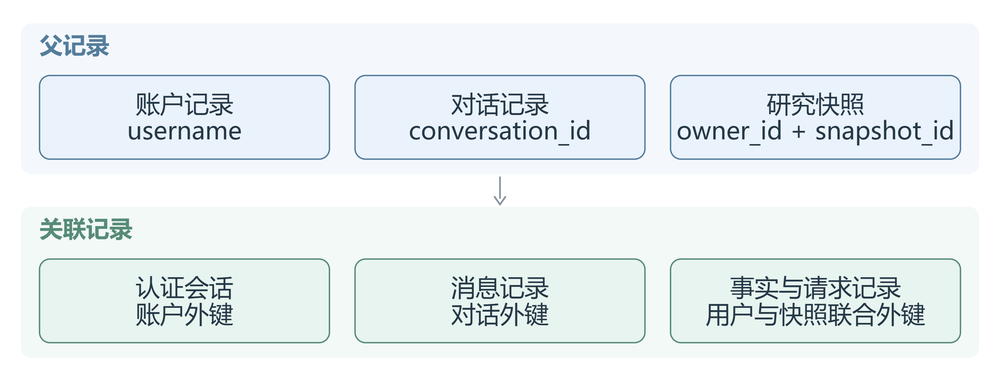 父记录
账户记录
username
对话记录
conversation_id
研究快照
owner_id + snapshot_id
关联记录
认证会话
账户外键
消息记录
对话外键
事实与请求记录
用户与快照联合外键